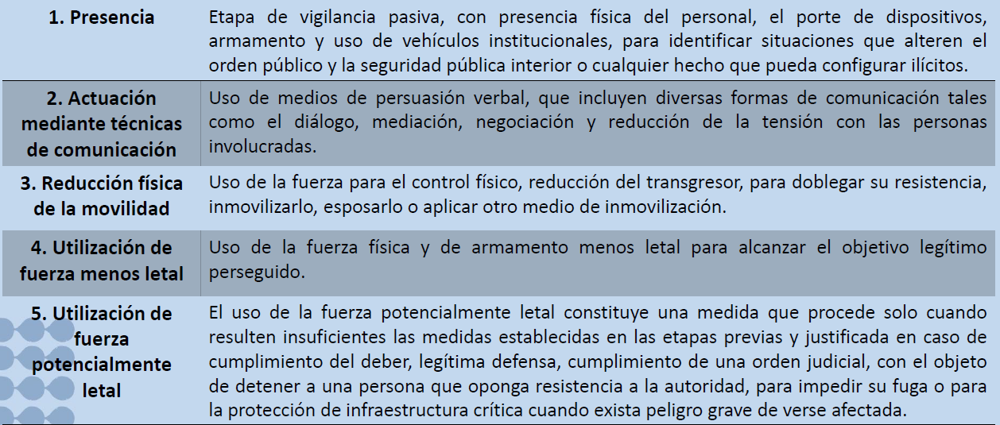 1. Presencia
Etapa de vigilancia pasiva, con presencia física del personal, el porte de dispositivos,
armamento y uso de vehículos institucionales, para identificar situaciones que alteren el
orden público y la seguridad pública interior o cualquier hecho que pueda configurar ilícitos.
2. Actuación
mediante técnicas
de comunicación
Uso de medios de persuasión verbal, que incluyen diversas formas de comunicación tales
como el diálogo, mediación, negociación y reducción de la tensión con las personas
involucradas.
3. Reducción física
de la movilidad
Uso de la fuerza para el control físico, reducción del transgresor, para doblegar su resistencia,
inmovilizarlo, esposarlo o aplicar otro medio de inmovilización.
4. Utilización de
fuerza menos letal
Uso de la fuerza física y de armamento menos letal para alcanzar el objetivo legítimo
perseguido.
5. Utilización de
fuerza
potencialmente
letal
El uso de la fuerza potencialmente letal constituye una medida que procede solo cuando
resulten insuficientes las medidas establecidas en las etapas previas y justificada en caso de
cumplimiento del deber, legítima defensa, cumplimiento de una orden judicial, con el objeto
de detener a una persona que oponga resistencia a la autoridad, para impedir su fuga o para
la protección de infraestructura crítica cuando exista peligro grave de verse afectada.